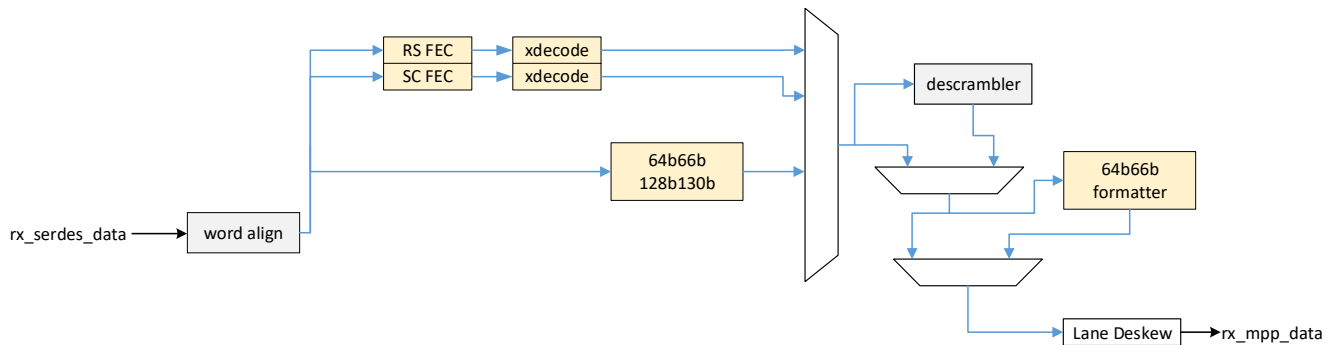 RS FEC
xdecode
SC FEC
xdecode
descrambler
64b66b
128b130b
64b66b
formatter
rx_serdes_data
word align
Lane Deskew
rx_mpp_data